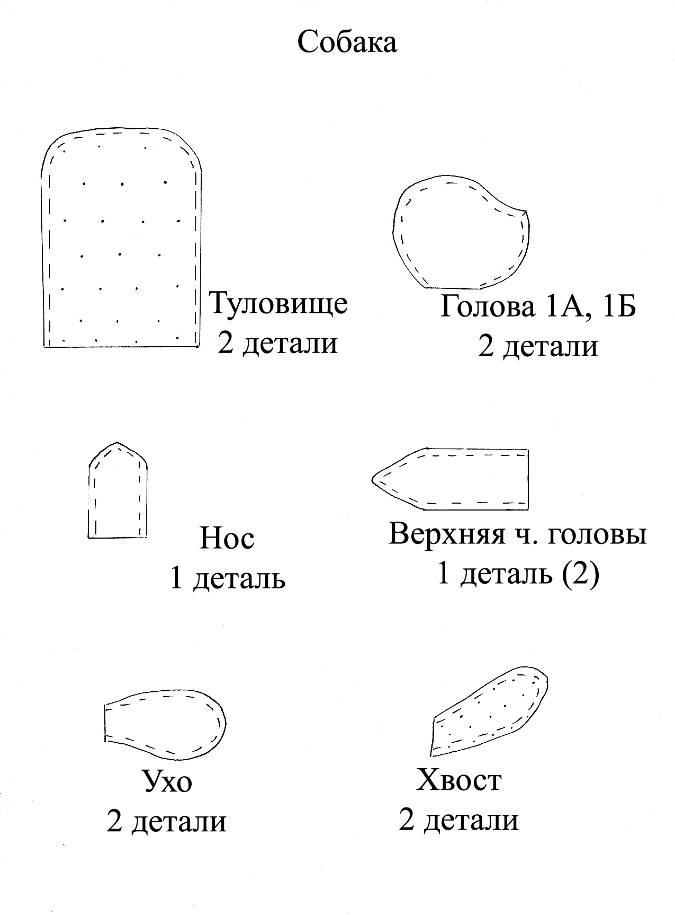 Собака
Туловище
2 детали
Голова 1А, 1Б
2 детали
Нос
1 деталь
Верхняя ч. головы
1 деталь (2)
Ухо
2 детали
Хвост
2 детали